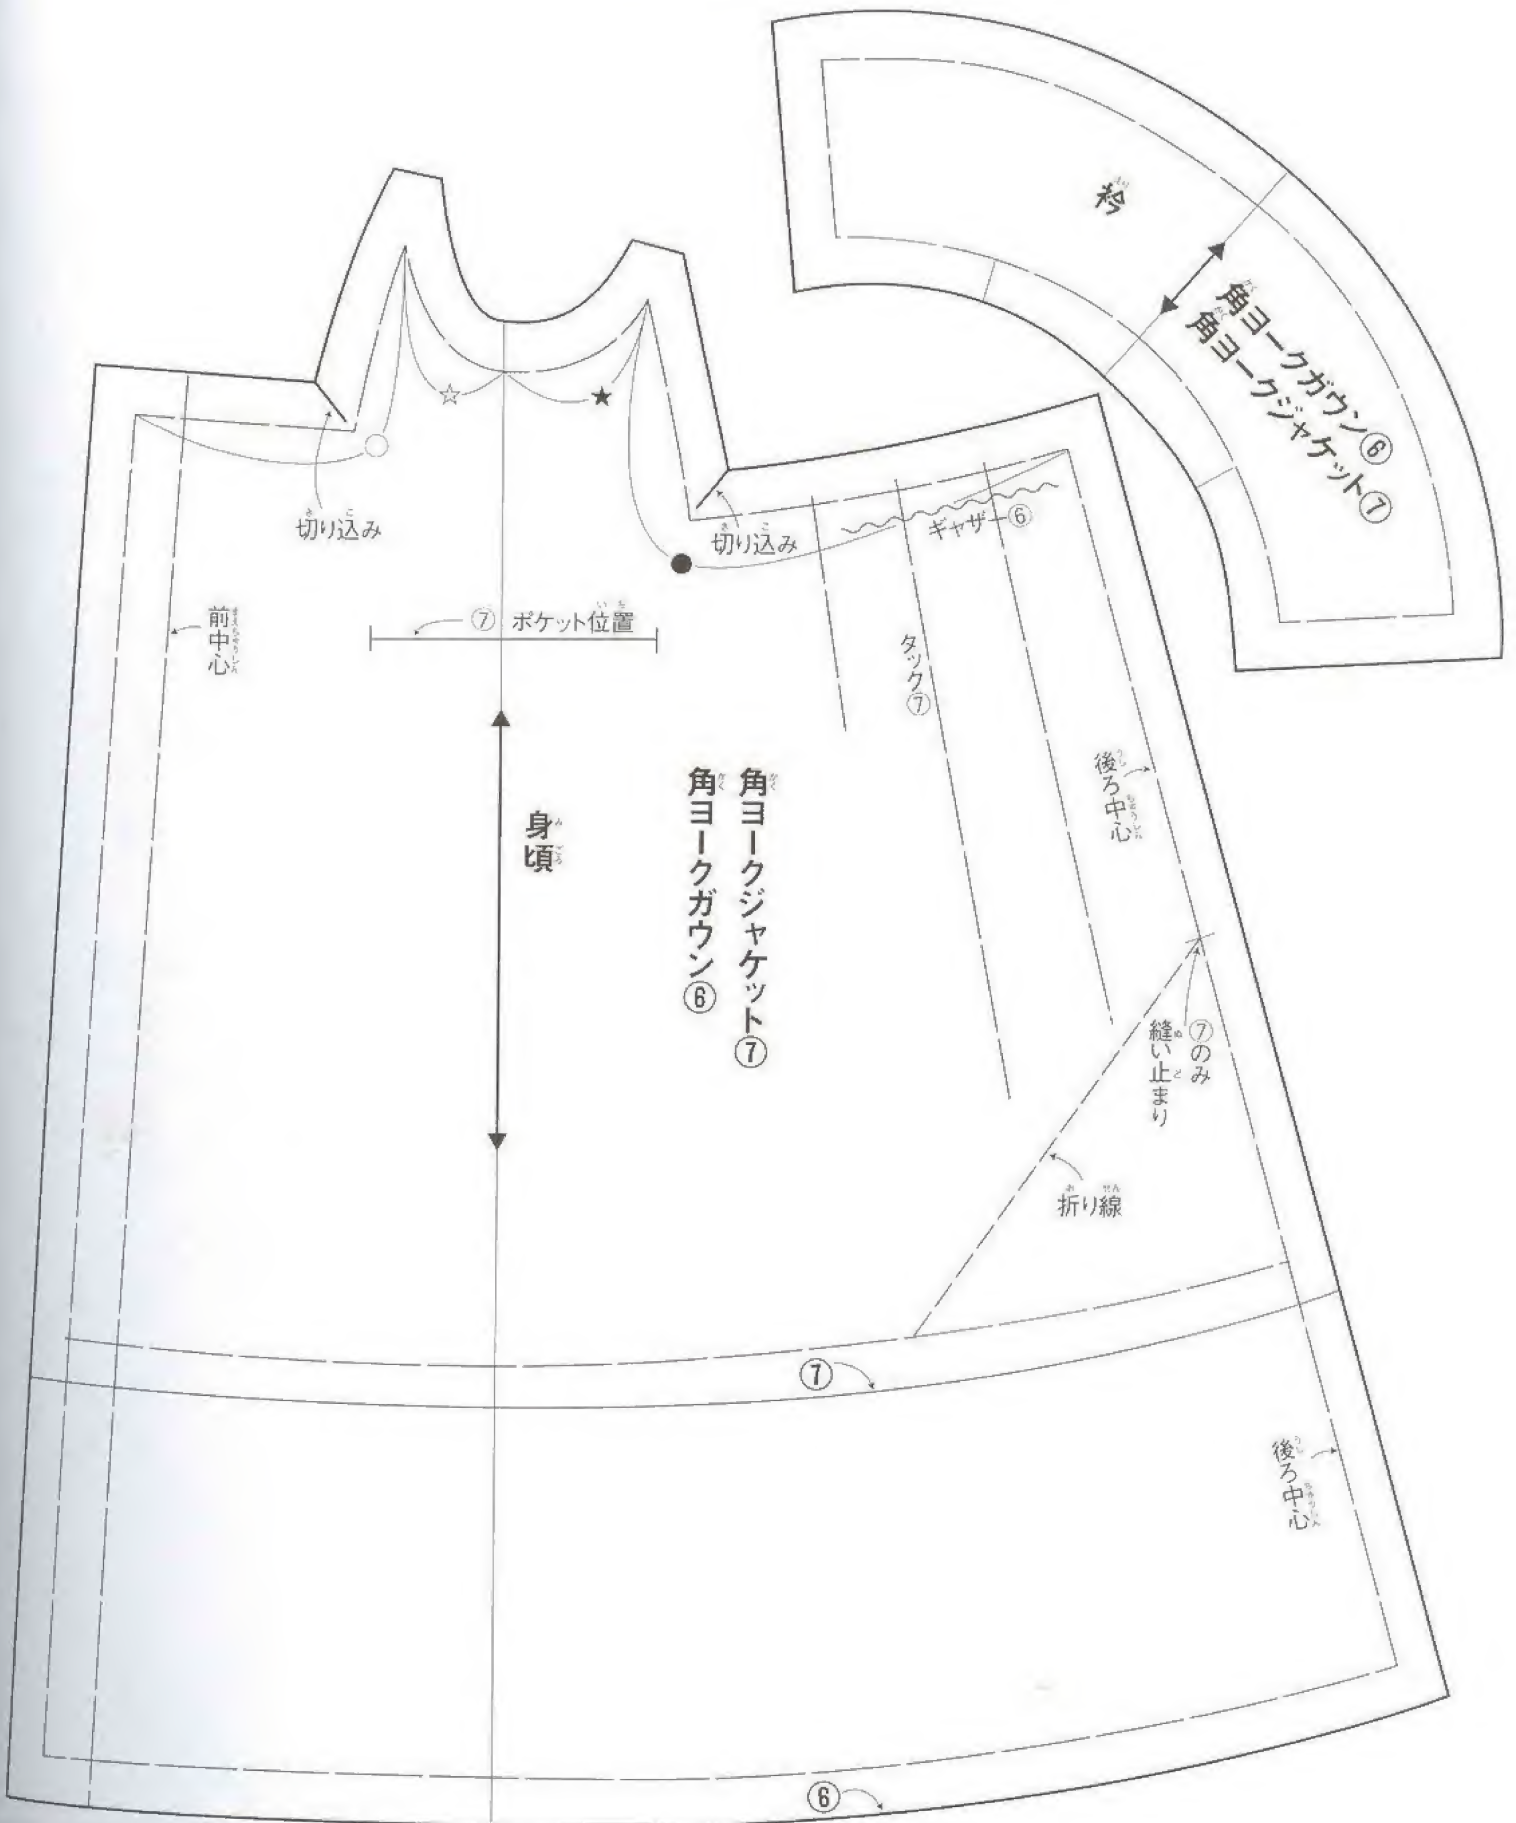 衿
角ヨークガウン⑥
角ヨークジャケット⑦
☆
★
切り込み
切り込み
ギャザー⑥
⑦ ポケット位置
前中心
タック⑦
後ろ中心
身頃
角ヨークジャケット⑦
角ヨークガウン⑥
⑦のみ
縫い止まり
折り線
⑦
後ろ中心
⑥